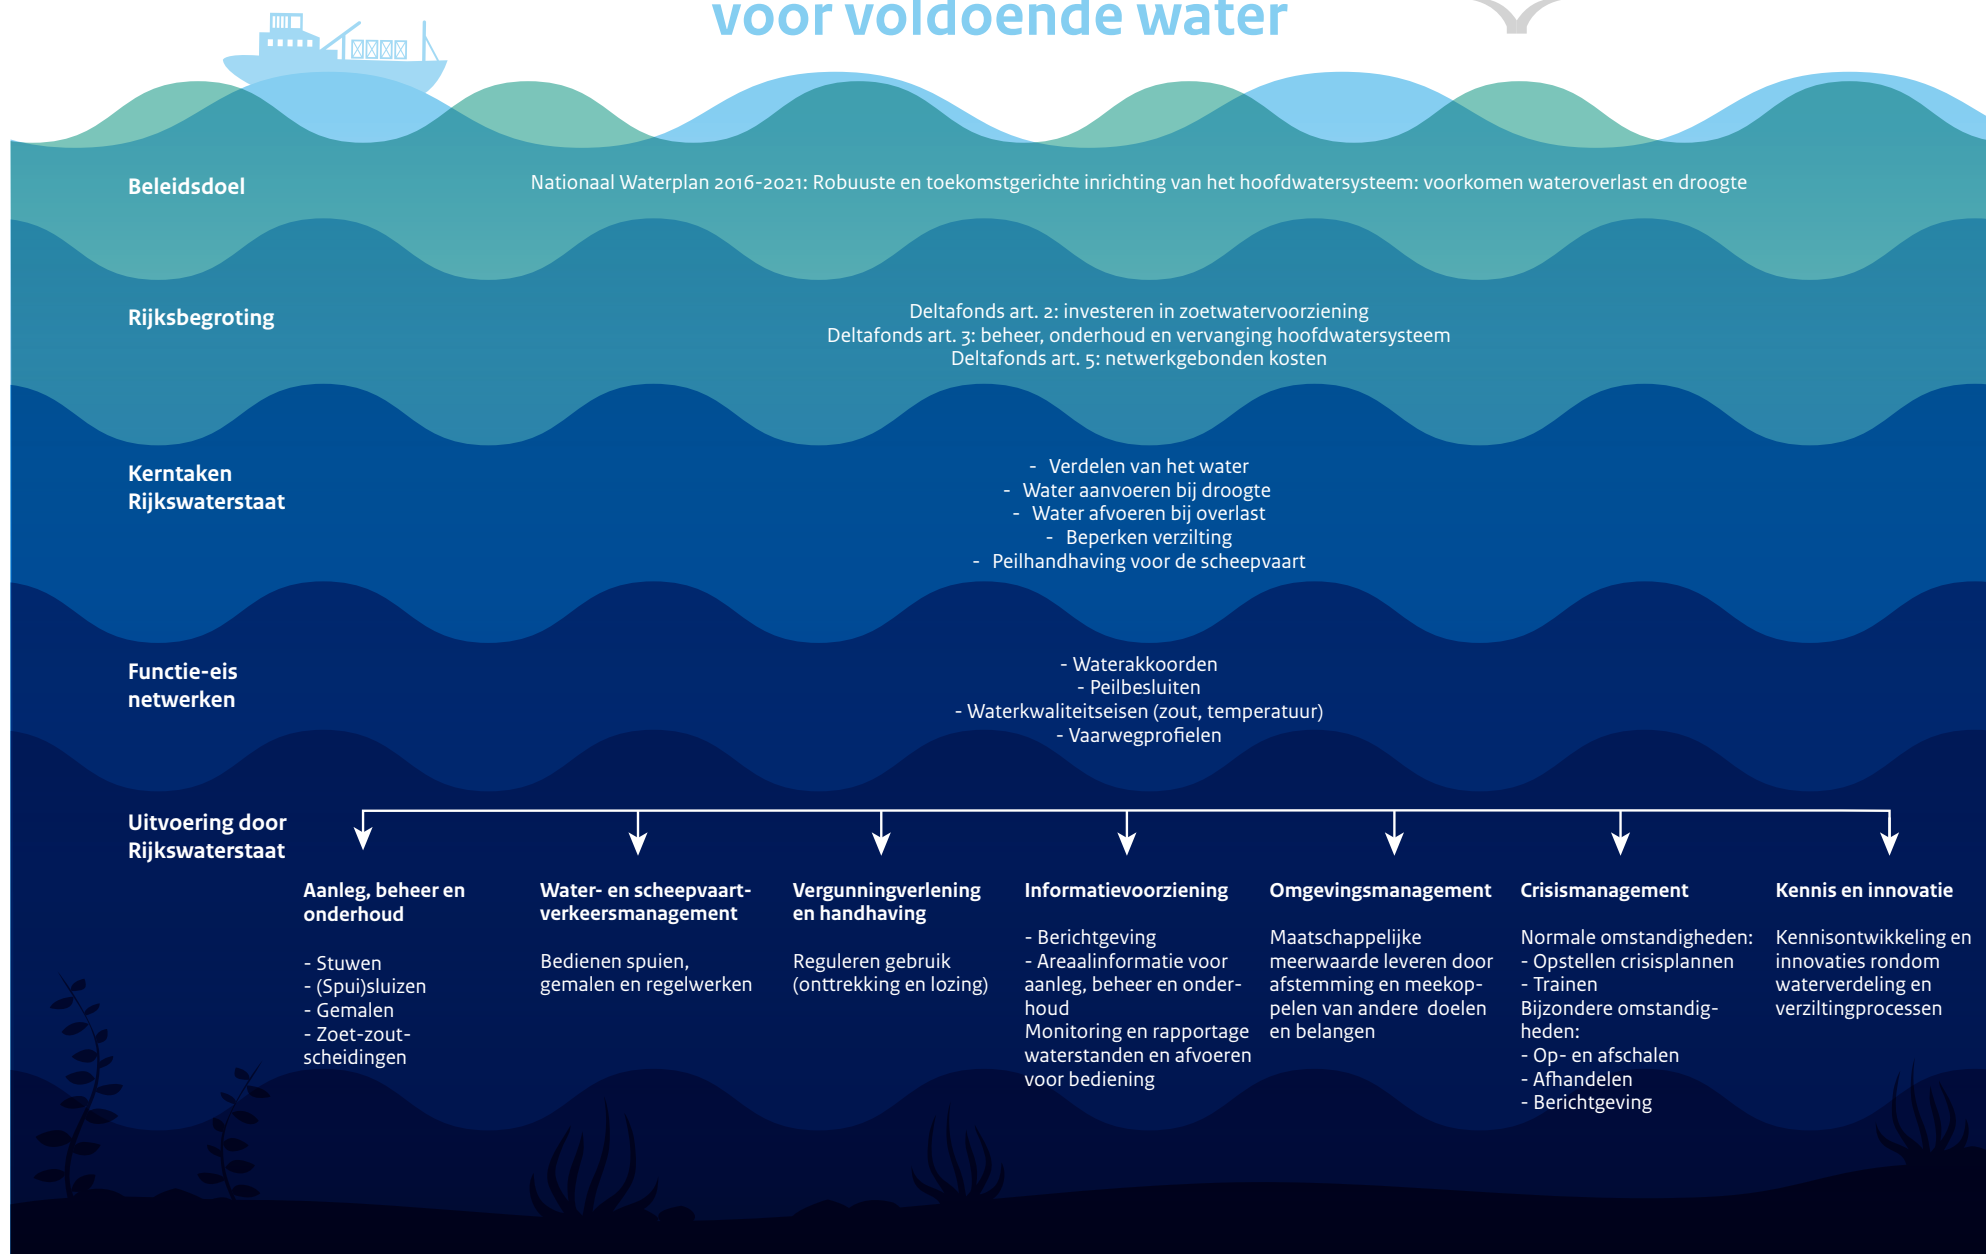 voor voldoende water
Beleidsdoel
Nationaal Waterplan 2016-2021: Robuuste en toekomstgerichte inrichting van het hoofdwatersysteem: voorkomen wateroverlast en droogte
Rijksbegroting
Deltafonds art. 2: investeren in zoetwatervoorziening
Deltafonds art. 3: beheer, onderhoud en vervanging hoofdwatersysteem
Deltafonds art. 5: netwerkgebonden kosten
Kerntaken
Rijkswaterstaat
- Verdelen van het water
- Water aanvoeren bij droogte
- Water afvoeren bij overlast
- Beperken verzilting
- Peilhandhaving voor de scheepvaart
Functie-eis
netwerken
- Waterakkoorden
- Peilbesluiten
- Waterkwaliteitseisen (zout, temperatuur)
- Vaarwegprofielen
Uitvoering door
Rijkswaterstaat
Aanleg, beheer en
onderhoud
- Stuwen
- (Spui)sluizen
- Gemalen
- Zoet-zout-
scheidingen
Water- en scheepvaart-
verkeersmanagement
Bedienen spuien,
gemalen en regelwerken
Vergunningverlening
en handhaving
Reguleren gebruik
(onttrekking en lozing)
Informatievoorziening
- Berichtgeving
- Areaalinformatie voor
aanleg, beheer en onder-
houd
Monitoring en rapportage
waterstanden en afvoeren
voor bediening
Omgevingsmanagement
Maatschappelijke
meerwaarde leveren door
afstemming en meekop-
pelen van andere  doelen
en belangen
Crisismanagement
Normale omstandigheden:
- Opstellen crisisplannen
- Trainen
Bijzondere omstandig-
heden:
- Op- en afschalen
- Afhandelen
- Berichtgeving
Kennis en innovatie
Kennisontwikkeling en
innovaties rondom
waterverdeling en
verziltingprocessen